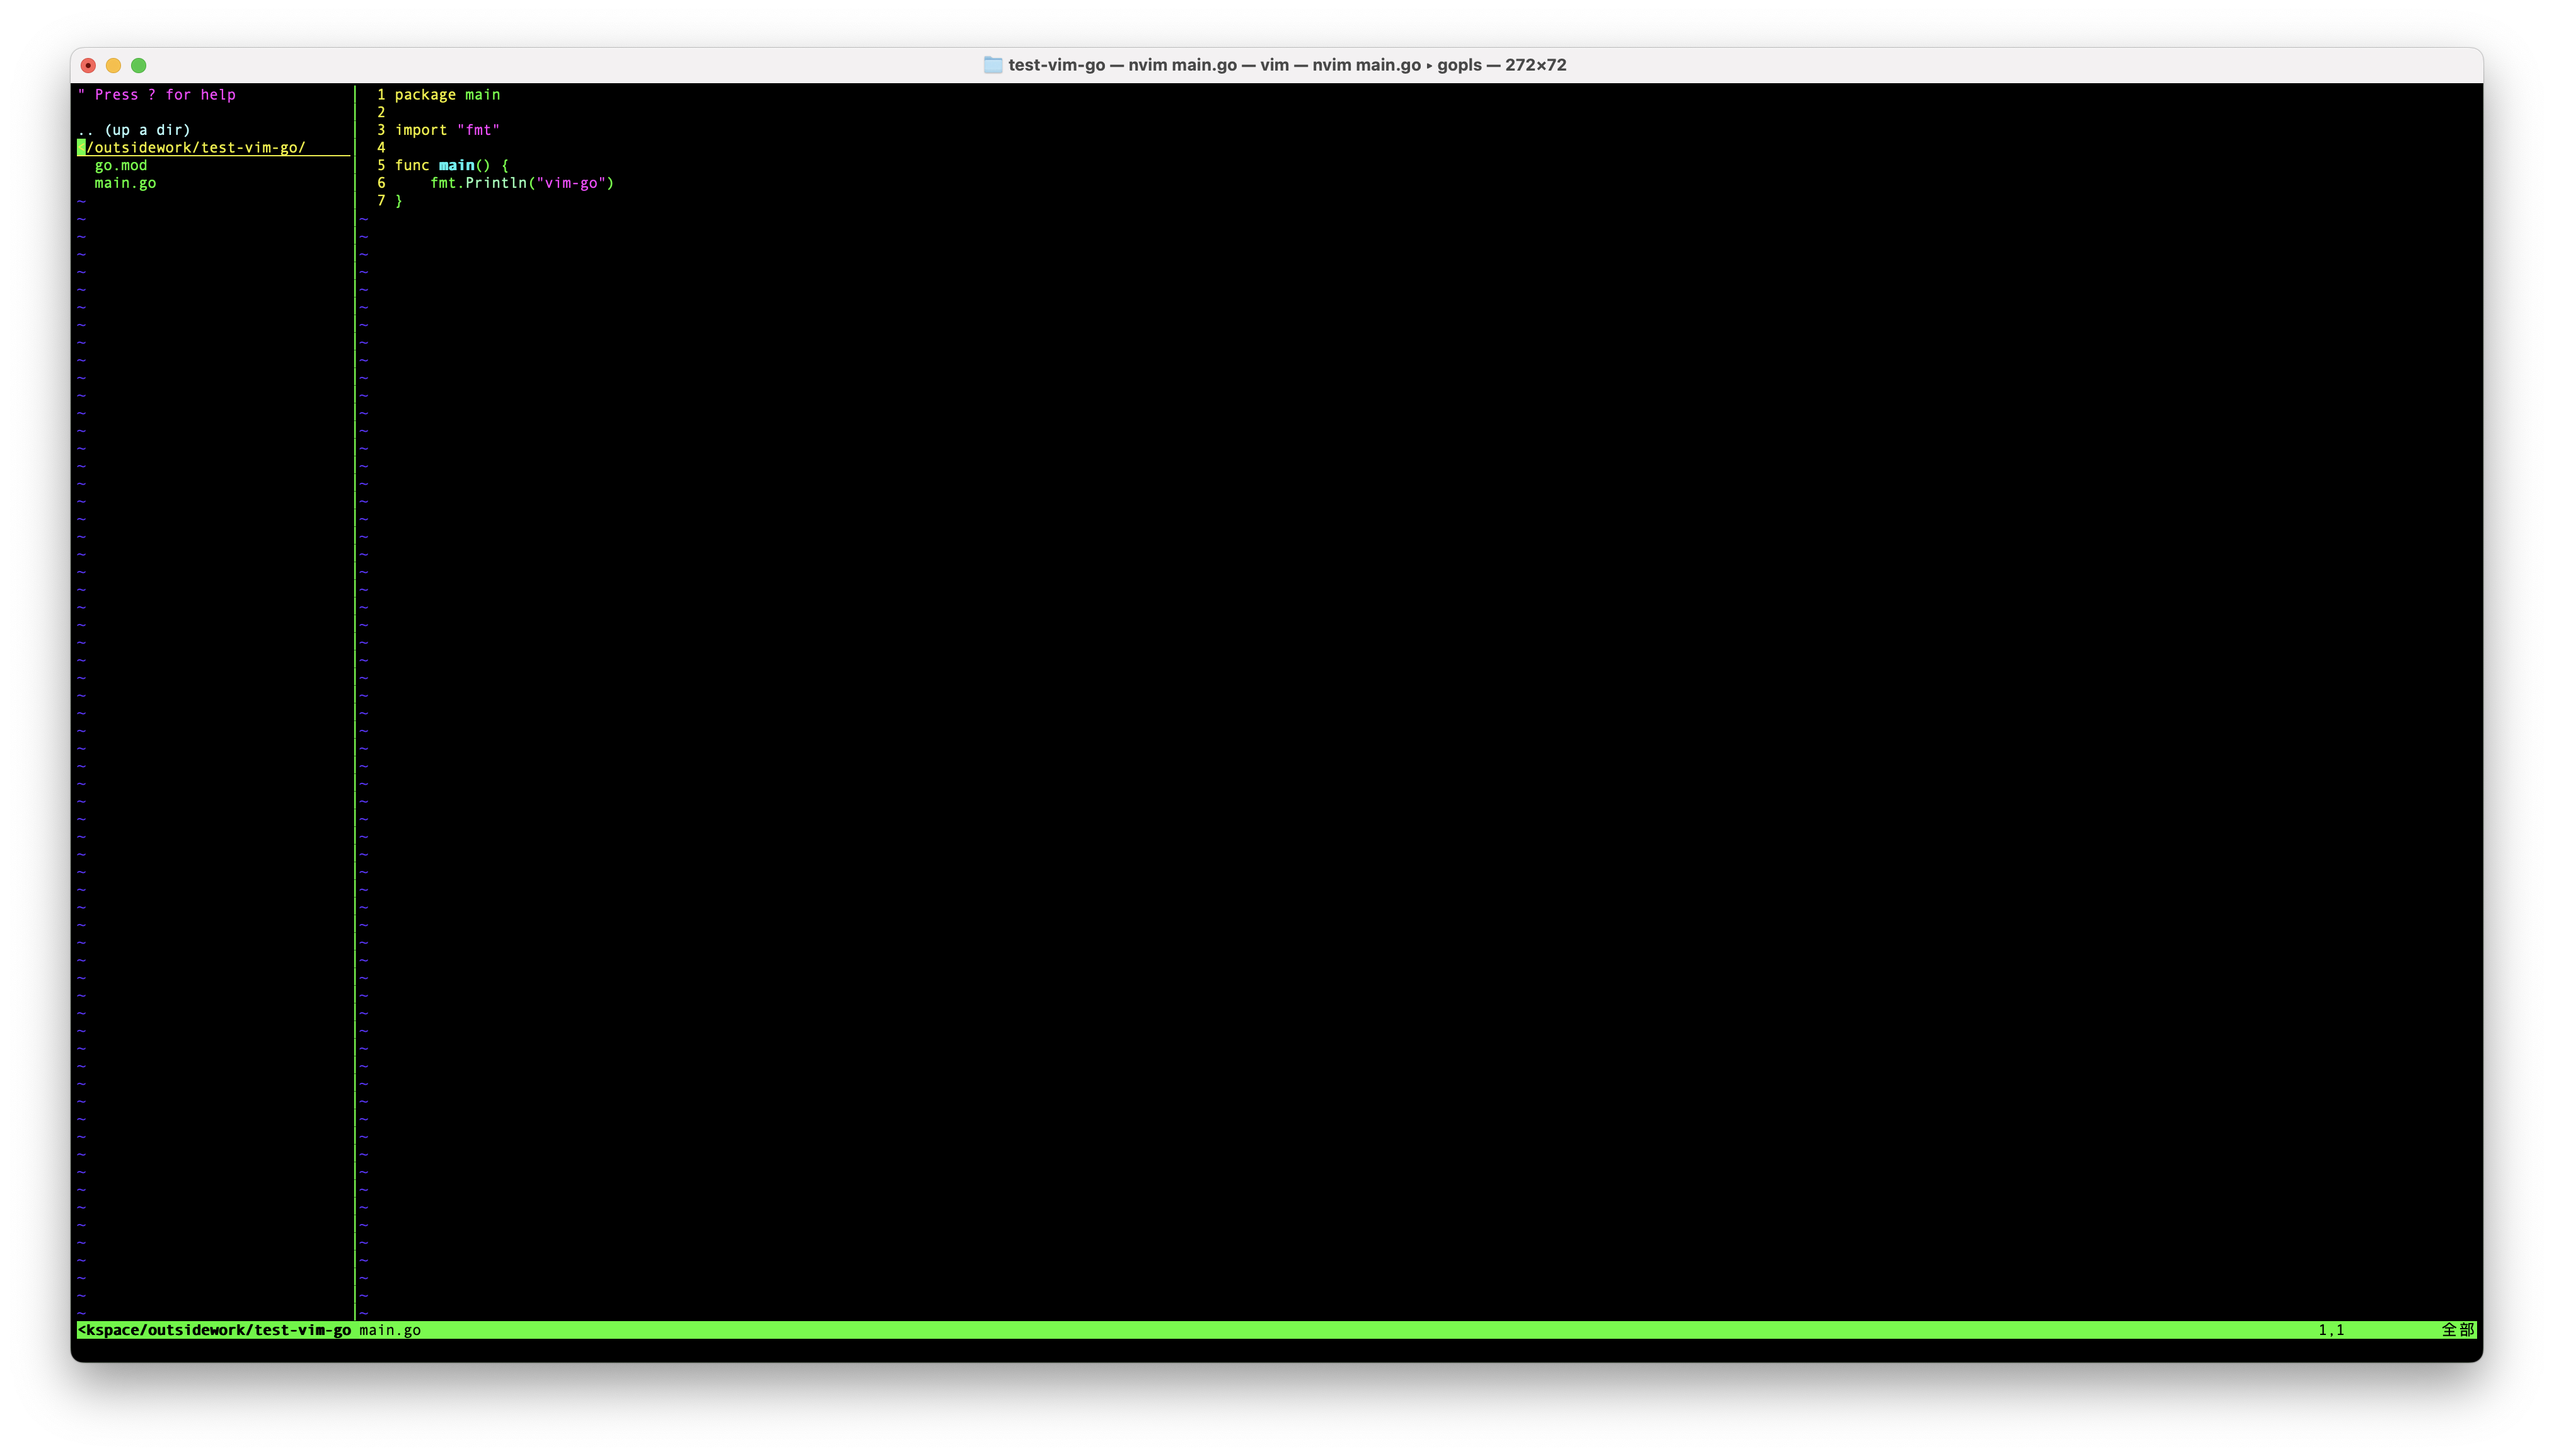 test-vim-go — nvim main.go — vim — nvim main.go ▸ gopls — 272×72
" Press ? for help
.. (up a dir)
</outsidework/test-vim-go/
go.mod
main.go
1 package main
2
3 import "fmt"
4
5 func main() {
6     fmt.Println("vim-go")
7 }
<kspace/outsidework/test-vim-go main.go 1,1 全部